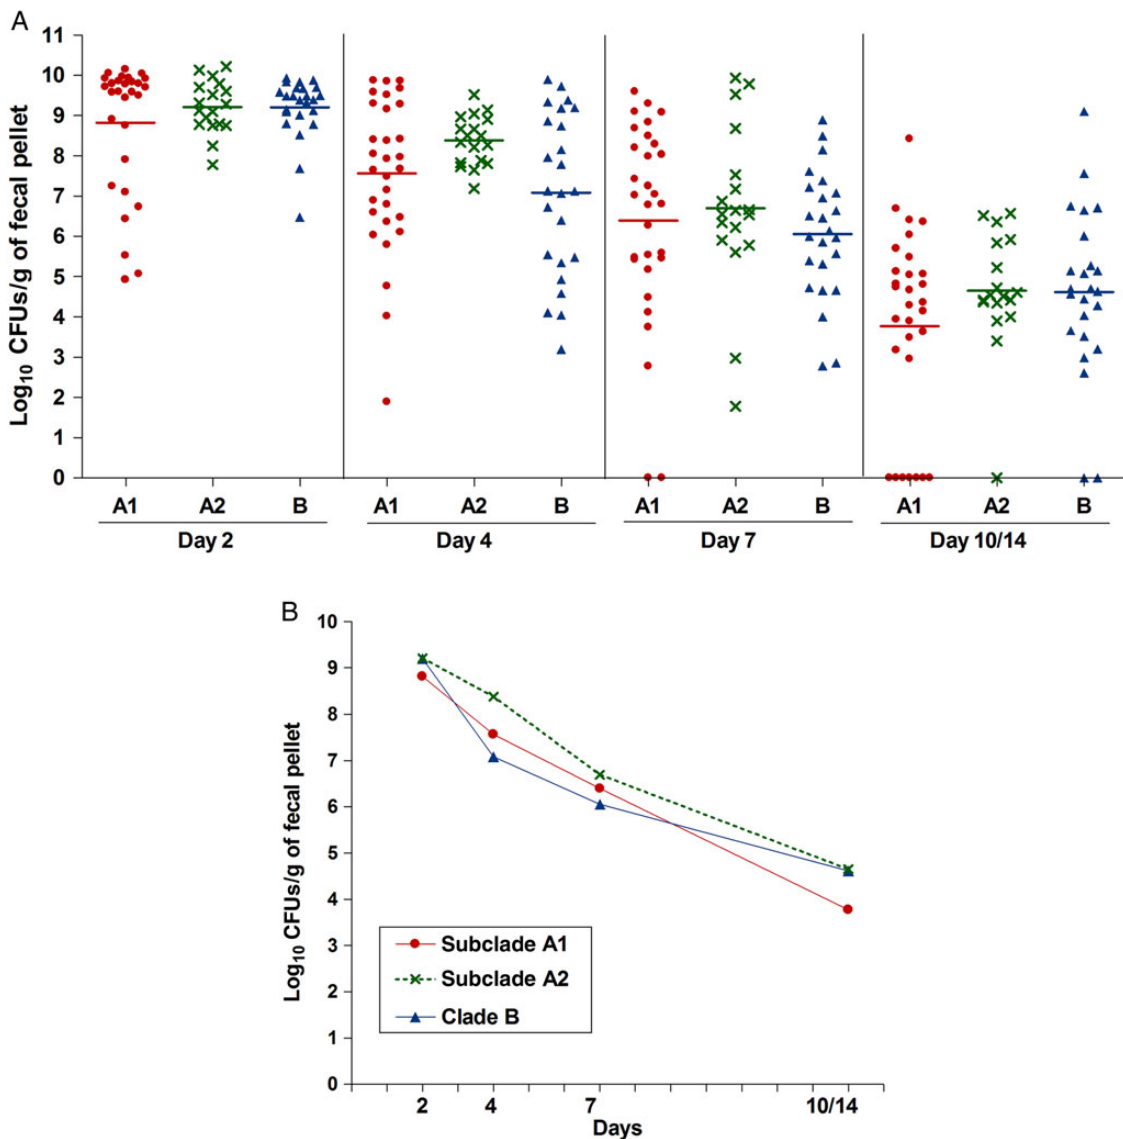 A
Log10 CFUs/g of fecal pellet
11
10
9
8
7
6
5
4
3
2
1
0
A1 A2 B A1 A2 B A1 A2 B A1 A2 B
Day 2 Day 4 Day 7 Day 10/14
B
Log10 CFUs/g of fecal pellet
10
9
8
7
6
5
4
3
2
1
0
Subclade A1
Subclade A2
Clade B
2 4 7 10/14
Days